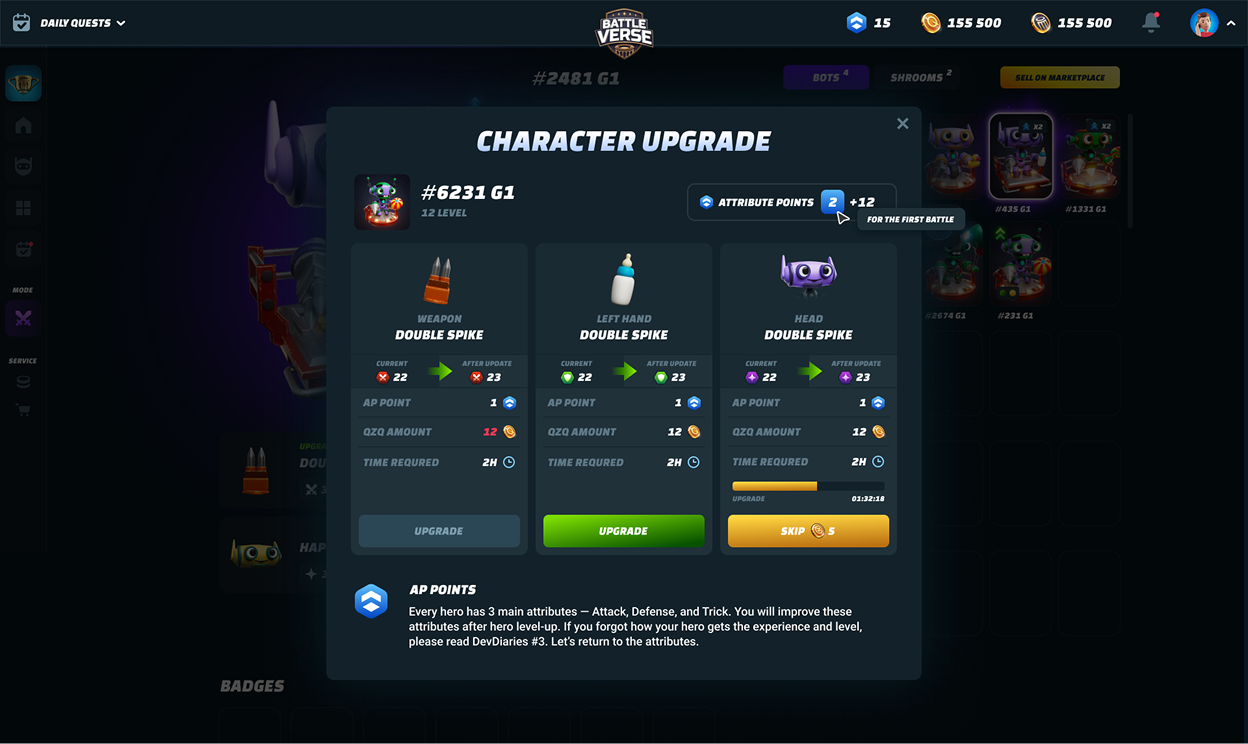 DAILY QUESTS
BATTLE
VERSE
15
155 500
155 500
#2481 G1
BOTS 4
SHROOMS 2
SELL ON MARKETPLACE
CHARACTER UPGRADE
#6231 G1
12 LEVEL
ATTRIBUTE POINTS 2 +12
FOR THE FIRST BATTLE
X2
X2
#435 G1
#1331 G1
#2674 G1
#231 G1
MODE
SERVICE
WEAPON
DOUBLE SPIKE
CURRENT
22
AFTER UPDATE
23
AP POINT 1
QZQ AMOUNT 12
TIME REQURED 2H
UPGRADE
LEFT HAND
DOUBLE SPIKE
CURRENT
22
AFTER UPDATE
23
AP POINT 1
QZQ AMOUNT 12
TIME REQURED 2H
UPGRADE
HEAD
DOUBLE SPIKE
CURRENT
22
AFTER UPDATE
23
AP POINT 1
QZQ AMOUNT 12
TIME REQURED 2H
UPGRADE 01:32:18
SKIP 5
UPGRA
DOU
HAP
AP POINTS
Every hero has 3 main attributes — Attack, Defense, and Trick. You will improve these
attributes after hero level-up. If you forgot how your hero gets the experience and level,
please read DevDiaries #3. Let's return to the attributes.
BADGES